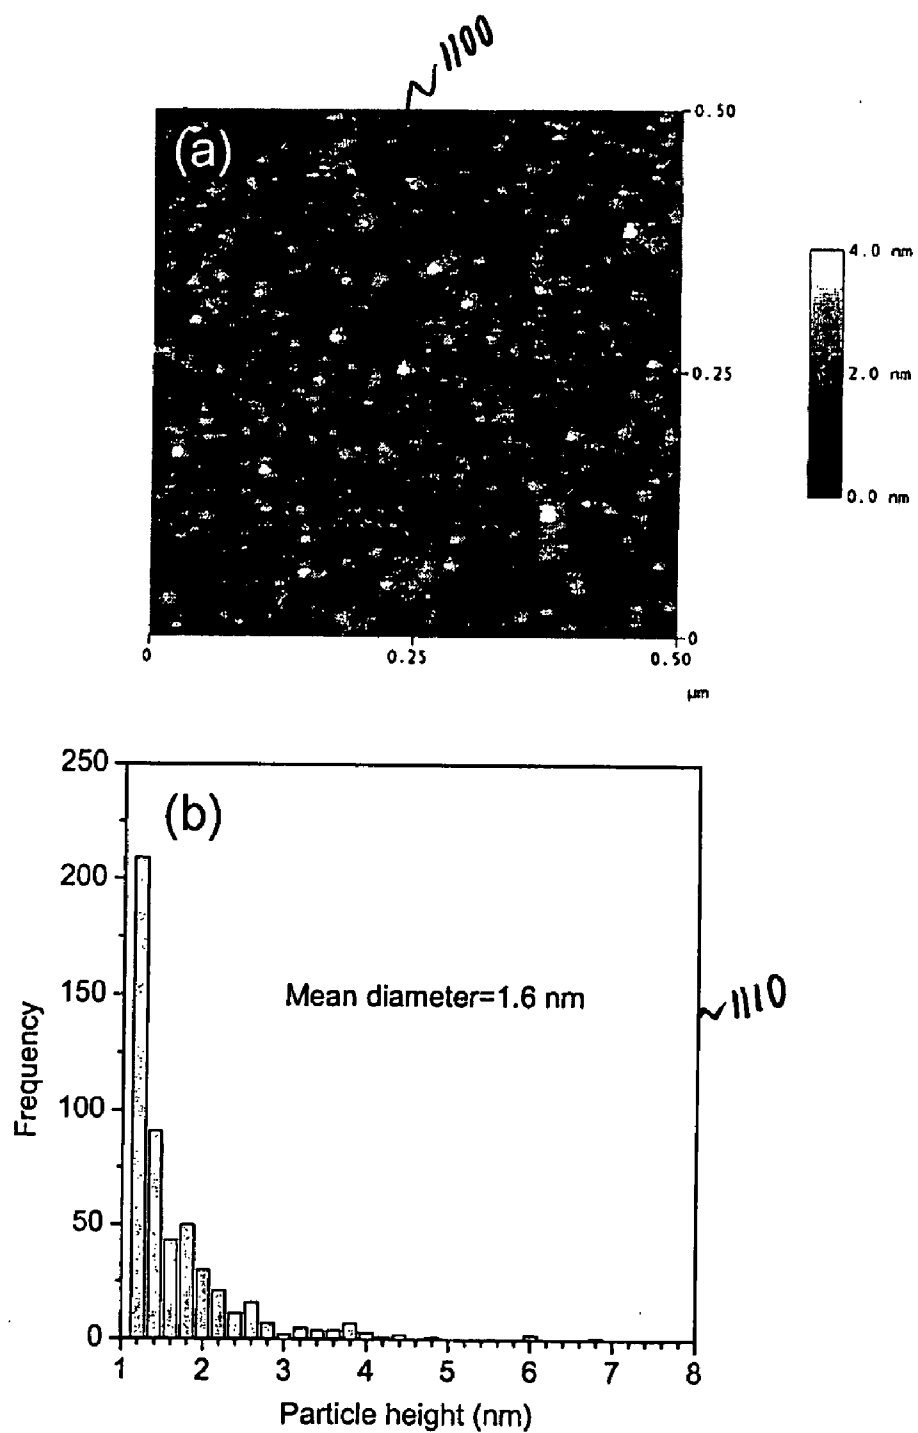 1100
(a)
0.50
4.0 nm
0.25
2.0 nm
0.0 nm
0
0 0.25 0.50
μm
250
(b)
200
150
Mean diameter=1.6 nm
1110
100
50
0
1 2 3 4 5 6 7 8
Frequency
Particle height (nm)